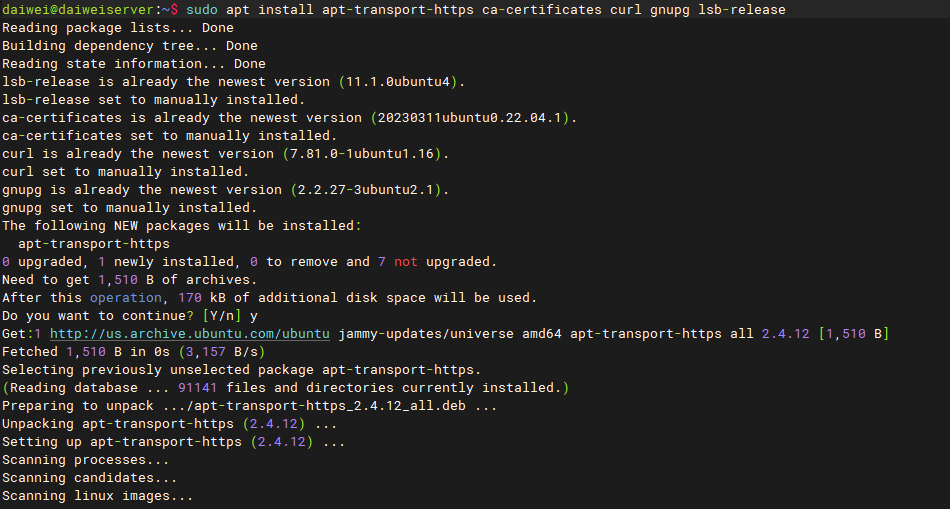 daiwei@daiweiserver:~$ sudo apt install apt-transport-https ca-certificates curl gnupg lsb-release
Reading package lists... Done
Building dependency tree... Done
Reading state information... Done
lsb-release is already the newest version (11.1.0ubuntu4).
lsb-release set to manually installed.
ca-certificates is already the newest version (20230311ubuntu0.22.04.1).
ca-certificates set to manually installed.
curl is already the newest version (7.81.0-1ubuntu1.16).
curl set to manually installed.
gnupg is already the newest version (2.2.27-3ubuntu2.1).
gnupg set to manually installed.
The following NEW packages will be installed:
  apt-transport-https
0 upgraded, 1 newly installed, 0 to remove and 7 not upgraded.
Need to get 1,510 B of archives.
After this operation, 170 kB of additional disk space will be used.
Do you want to continue? [Y/n] y
Get:1 http://us.archive.ubuntu.com/ubuntu jammy-updates/universe amd64 apt-transport-https all 2.4.12 [1,510 B]
Fetched 1,510 B in 0s (3,157 B/s)
Selecting previously unselected package apt-transport-https.
(Reading database ... 91141 files and directories currently installed.)
Preparing to unpack .../apt-transport-https_2.4.12_all.deb ...
Unpacking apt-transport-https (2.4.12) ...
Setting up apt-transport-https (2.4.12) ...
Scanning processes...
Scanning candidates...
Scanning linux images...